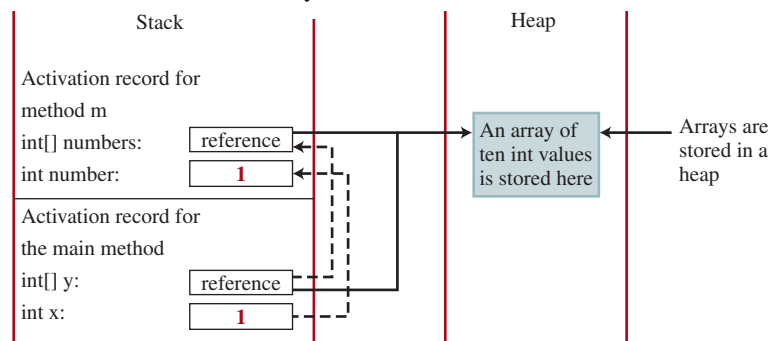 Stack
Heap
Activation record for
method m
int[] numbers:
reference
int number:
1
Activation record for
the main method
int[] y:
reference
int x:
1
An array of
ten int values
is stored here
Arrays are
stored in a
heap